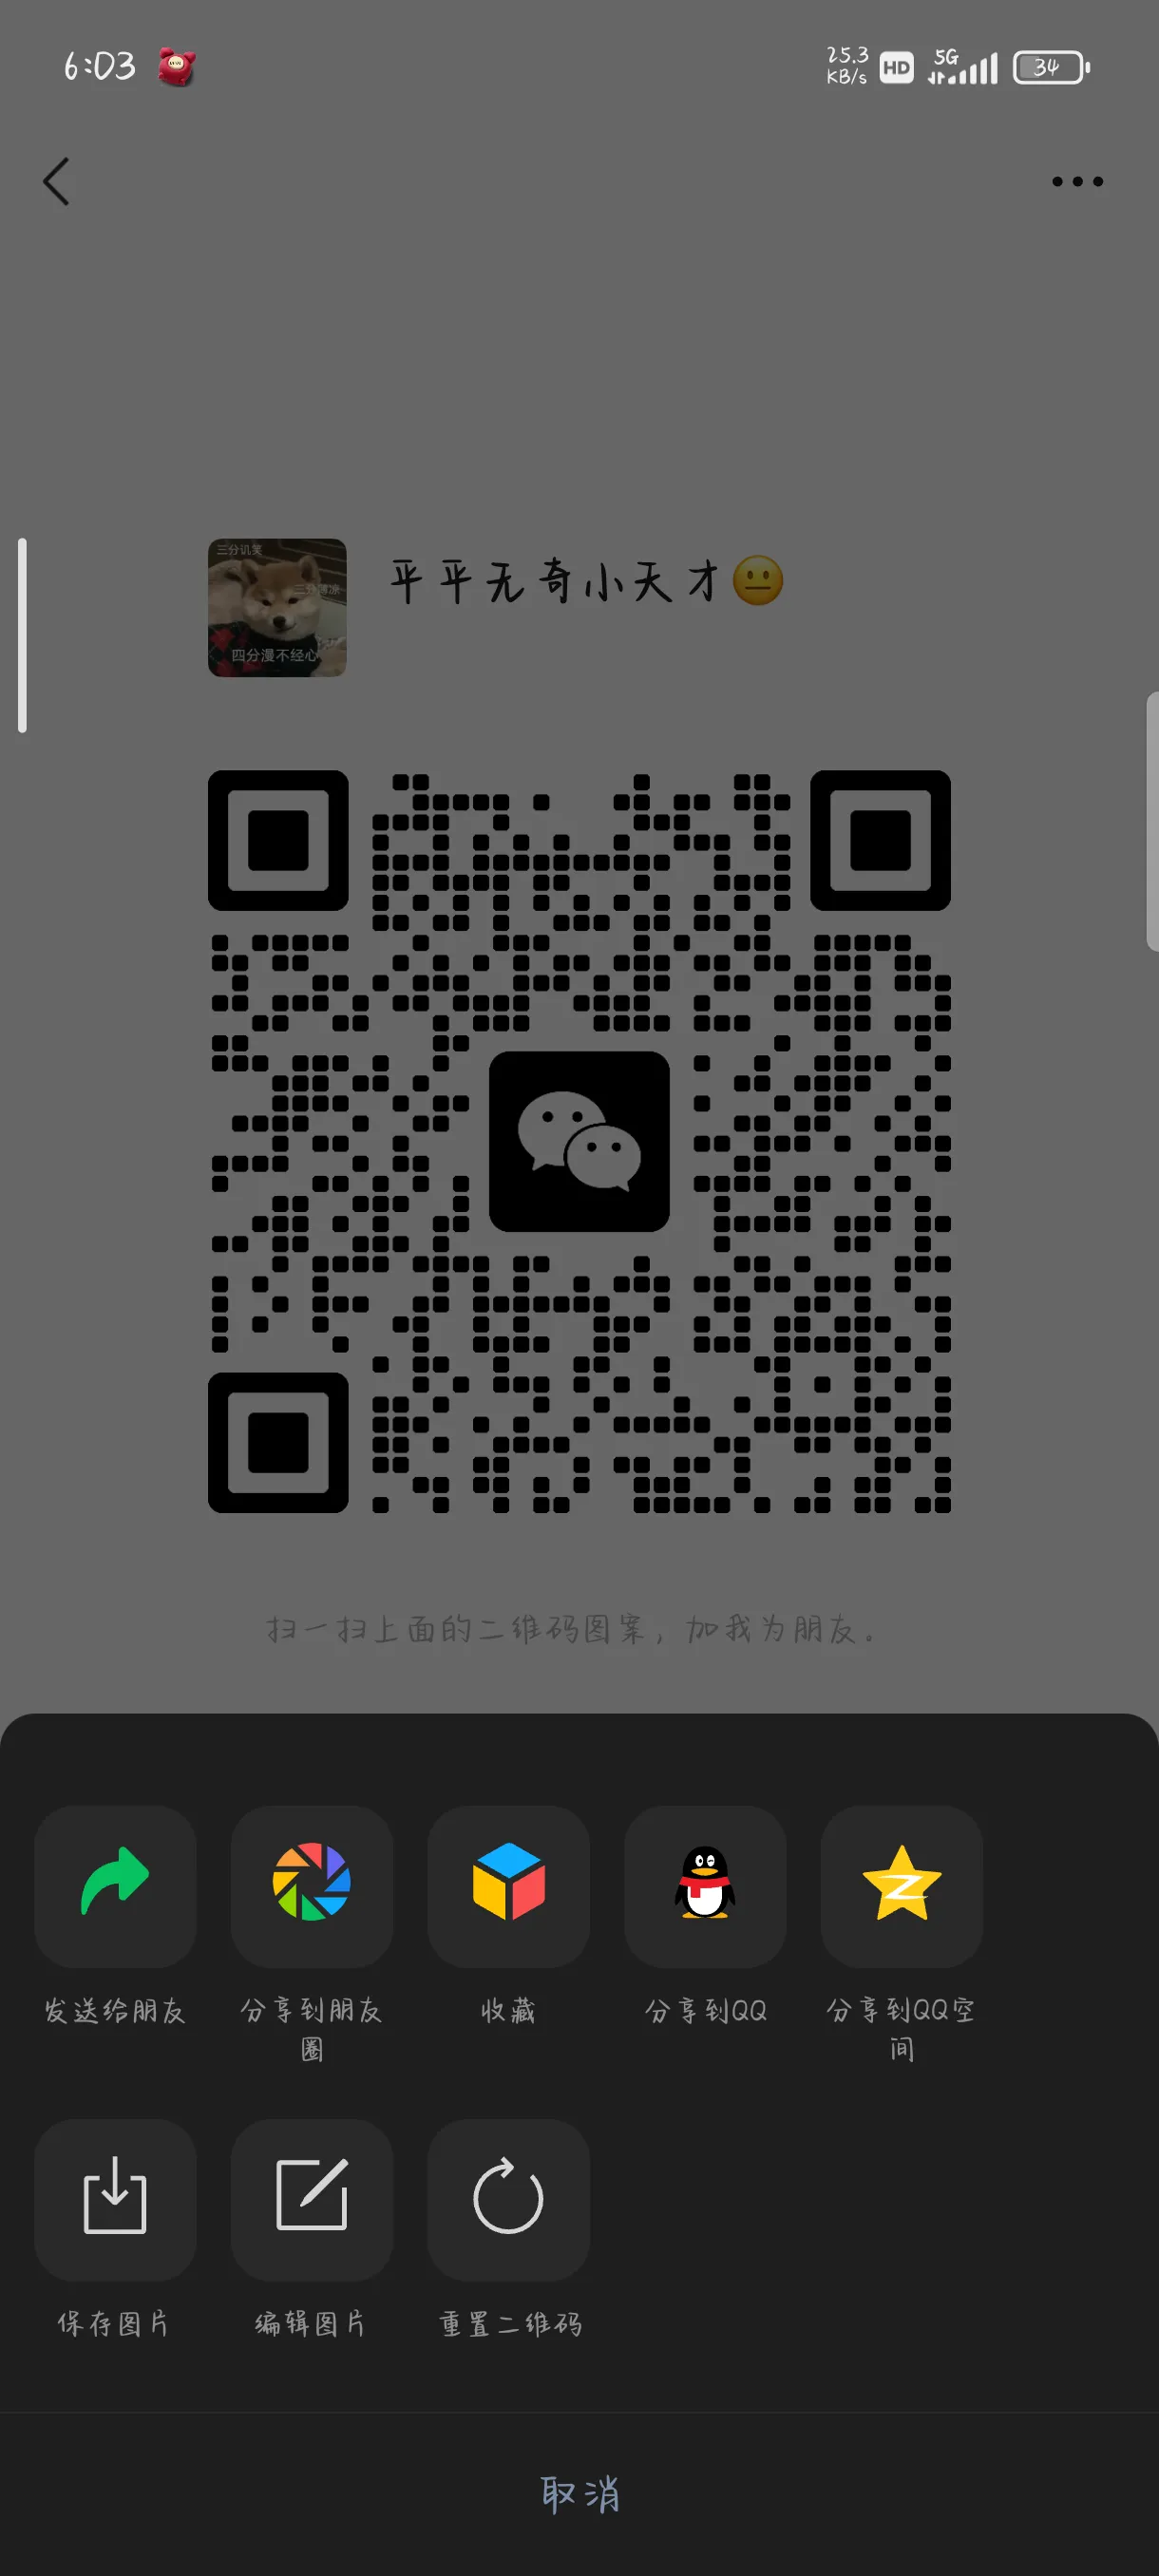 6:03
25.3
KB/s
HD
5G
34
三分讥笑
三分薄凉
四分漫不经心
平平无奇小天才😐
扫一扫上面的二维码图案，加我为朋友。
发送给朋友
分享到朋友圈
收藏
分享到QQ
分享到QQ空间
保存图片
编辑图片
重置二维码
取消